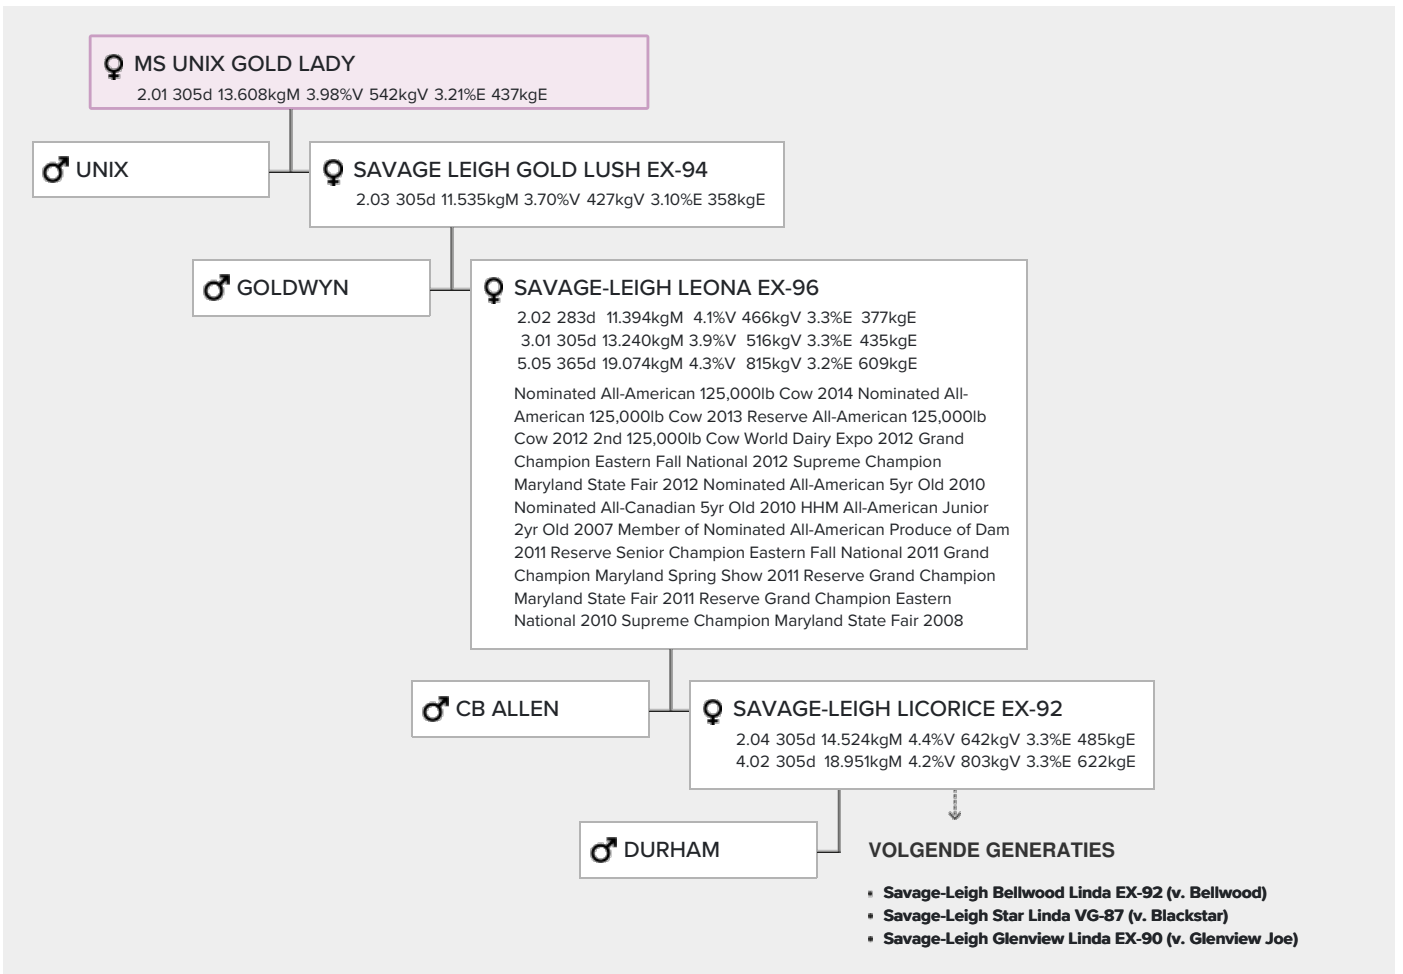 MS UNIX GOLD LADY
2.01 305d 13.608kgM 3.98%V 542kgV 3.21%E 437kgE
UNIX
SAVAGE LEIGH GOLD LUSH EX-94
2.03 305d 11.535kgM 3.70%V 427kgV 3.10%E 358kgE
GOLDWYN
SAVAGE-LEIGH LEONA EX-96
2.02 283d 11.394kgM 4.1%V 466kgV 3.3%E 377kgE
3.01 305d 13.240kgM 3.9%V 516kgV 3.3%E 435kgE
5.05 365d 19.074kgM 4.3%V 815kgV 3.2%E 609kgE
Nominated All-American 125,000lb Cow 2014 Nominated All-
American 125,000lb Cow 2013 Reserve All-American 125,000lb
Cow 2012 2nd 125,000lb Cow World Dairy Expo 2012 Grand
Champion Eastern Fall National 2012 Supreme Champion
Maryland State Fair 2012 Nominated All-American 5yr Old 2010
Nominated All-Canadian 5yr Old 2010 HHM All-American Junior
2yr Old 2007 Member of Nominated All-American Produce of Dam
2011 Reserve Senior Champion Eastern Fall National 2011 Grand
Champion Maryland Spring Show 2011 Reserve Grand Champion
Maryland State Fair 2011 Reserve Grand Champion Eastern
National 2010 Supreme Champion Maryland State Fair 2008
CB ALLEN
SAVAGE-LEIGH LICORICE EX-92
2.04 305d 14.524kgM 4.4%V 642kgV 3.3%E 485kgE
4.02 305d 18.951kgM 4.2%V 803kgV 3.3%E 622kgE
DURHAM
VOLGENDE GENERATIES
• Savage-Leigh Bellwood Linda EX-92 (v. Bellwood)
• Savage-Leigh Star Linda VG-87 (v. Blackstar)
• Savage-Leigh Glenview Linda EX-90 (v. Glenview Joe)